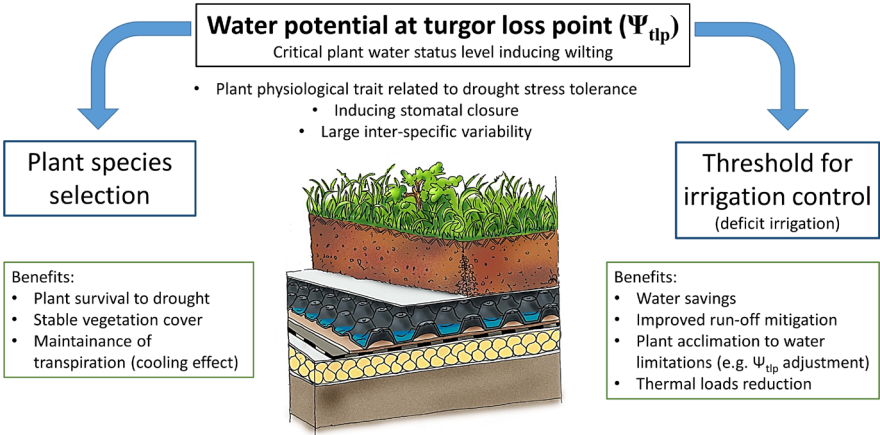 Water potential at turgor loss point (Ψtlp)
Critical plant water status level inducing wilting
• Plant physiological trait related to drought stress tolerance
• Inducing stomatal closure
• Large inter-specific variability
Plant species
selection
Threshold for
irrigation control
(deficit irrigation)
Benefits:
• Plant survival to drought
• Stable vegetation cover
• Maintainance of
transpiration (cooling effect)
Benefits:
• Water savings
• Improved run-off mitigation
• Plant acclimation to water
limitations (e.g. Ψtlp adjustment)
• Thermal loads reduction